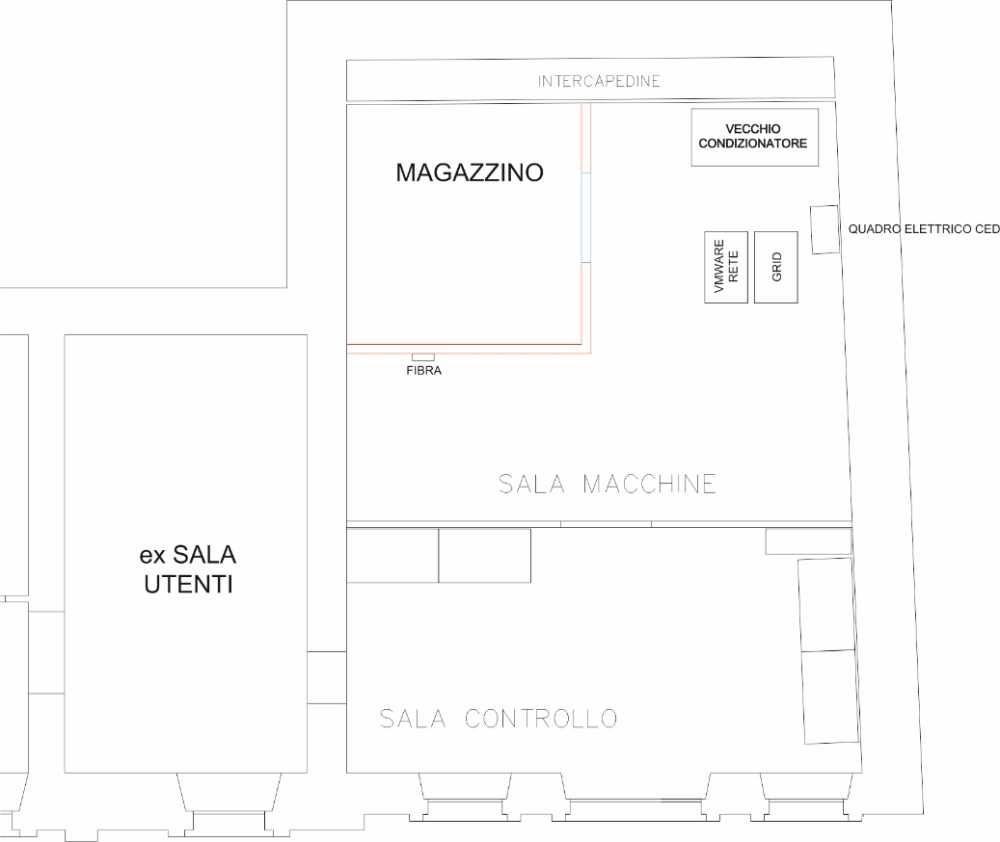 INTERCAPEDINE
VECCHIO
CONDIZIONATORE
MAGAZZINO
QUADRO ELETTRICO CED
VMWARE
RETE
GRID
FIBRA
SALA MACCHINE
ex SALA
UTENTI
SALA CONTROLLO